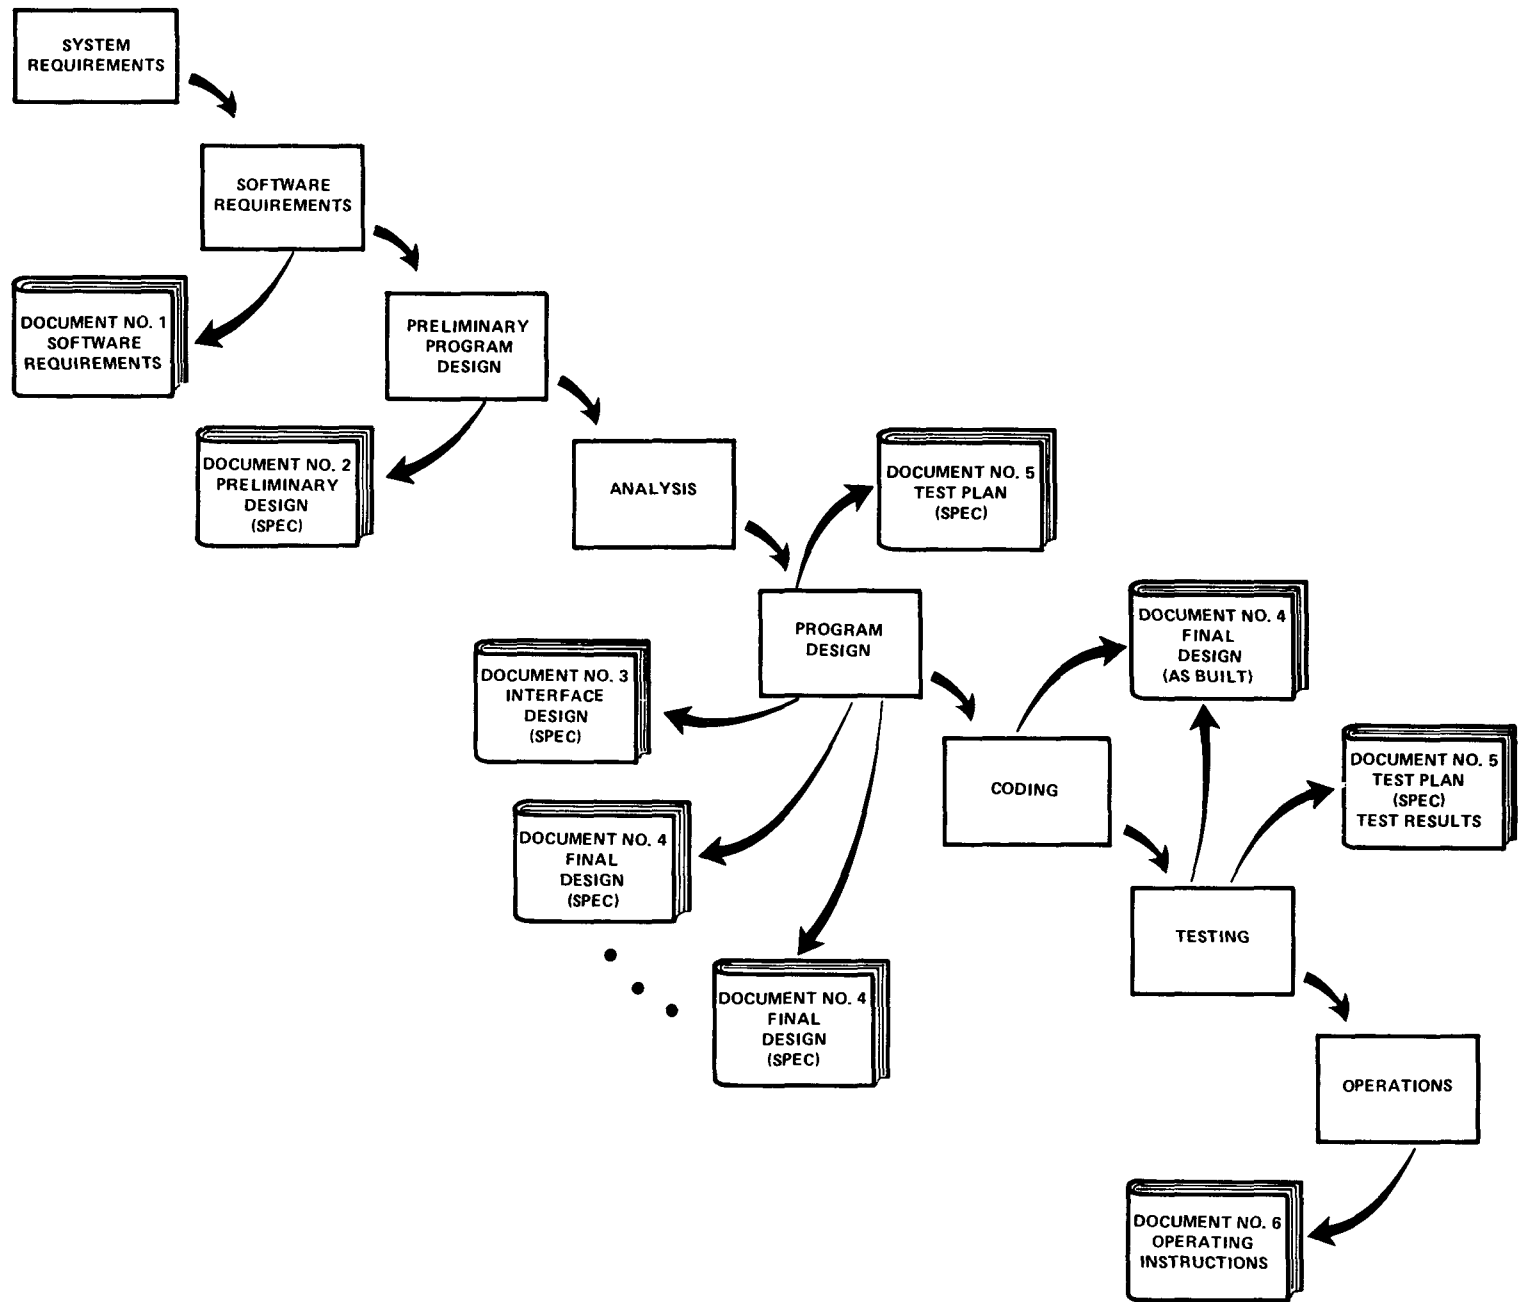 SYSTEM
REQUIREMENTS
SOFTWARE
REQUIREMENTS
DOCUMENT NO. 1
SOFTWARE
REQUIREMENTS
PRELIMINARY
PROGRAM
DESIGN
DOCUMENT NO. 2
PRELIMINARY
DESIGN
(SPEC)
ANALYSIS
DOCUMENT NO. 5
TEST PLAN
(SPEC)
PROGRAM
DESIGN
DOCUMENT NO. 3
INTERFACE
DESIGN
(SPEC)
DOCUMENT NO. 4
FINAL
DESIGN
(AS BUILT)
CODING
DOCUMENT NO. 5
TEST PLAN
(SPEC)
TEST RESULTS
DOCUMENT NO. 4
FINAL
DESIGN
(SPEC)
TESTING
DOCUMENT NO. 4
FINAL
DESIGN
(SPEC)
OPERATIONS
DOCUMENT NO. 6
OPERATING
INSTRUCTIONS